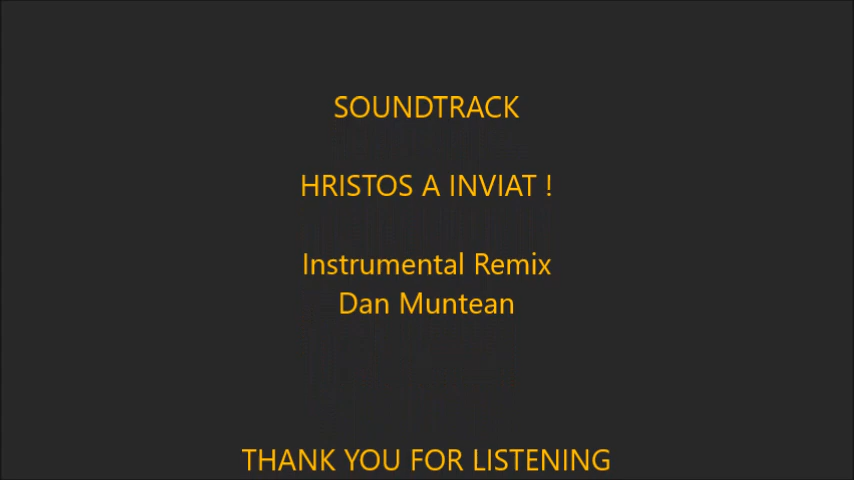 SOUNDTRACK
HRISTOS A INVIAT !
Instrumental Remix
Dan Muntean
THANK YOU FOR LISTENING